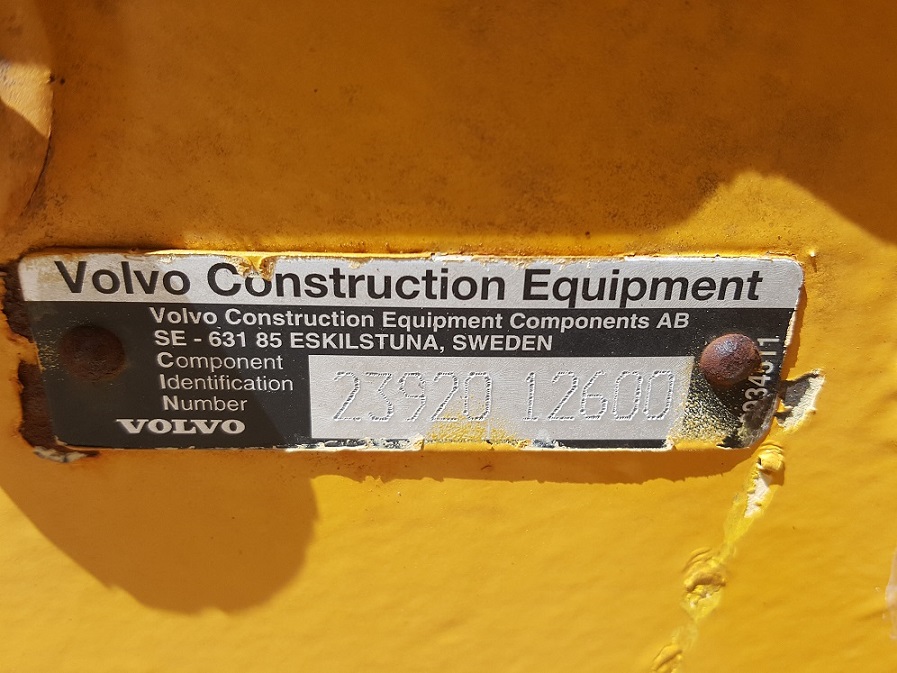 Volvo Construction Equipment
Volvo Construction Equipment Components AB
SE - 631 85 ESKILSTUNA, SWEDEN
Component
Identification
Number
23920 12600
VOLVO